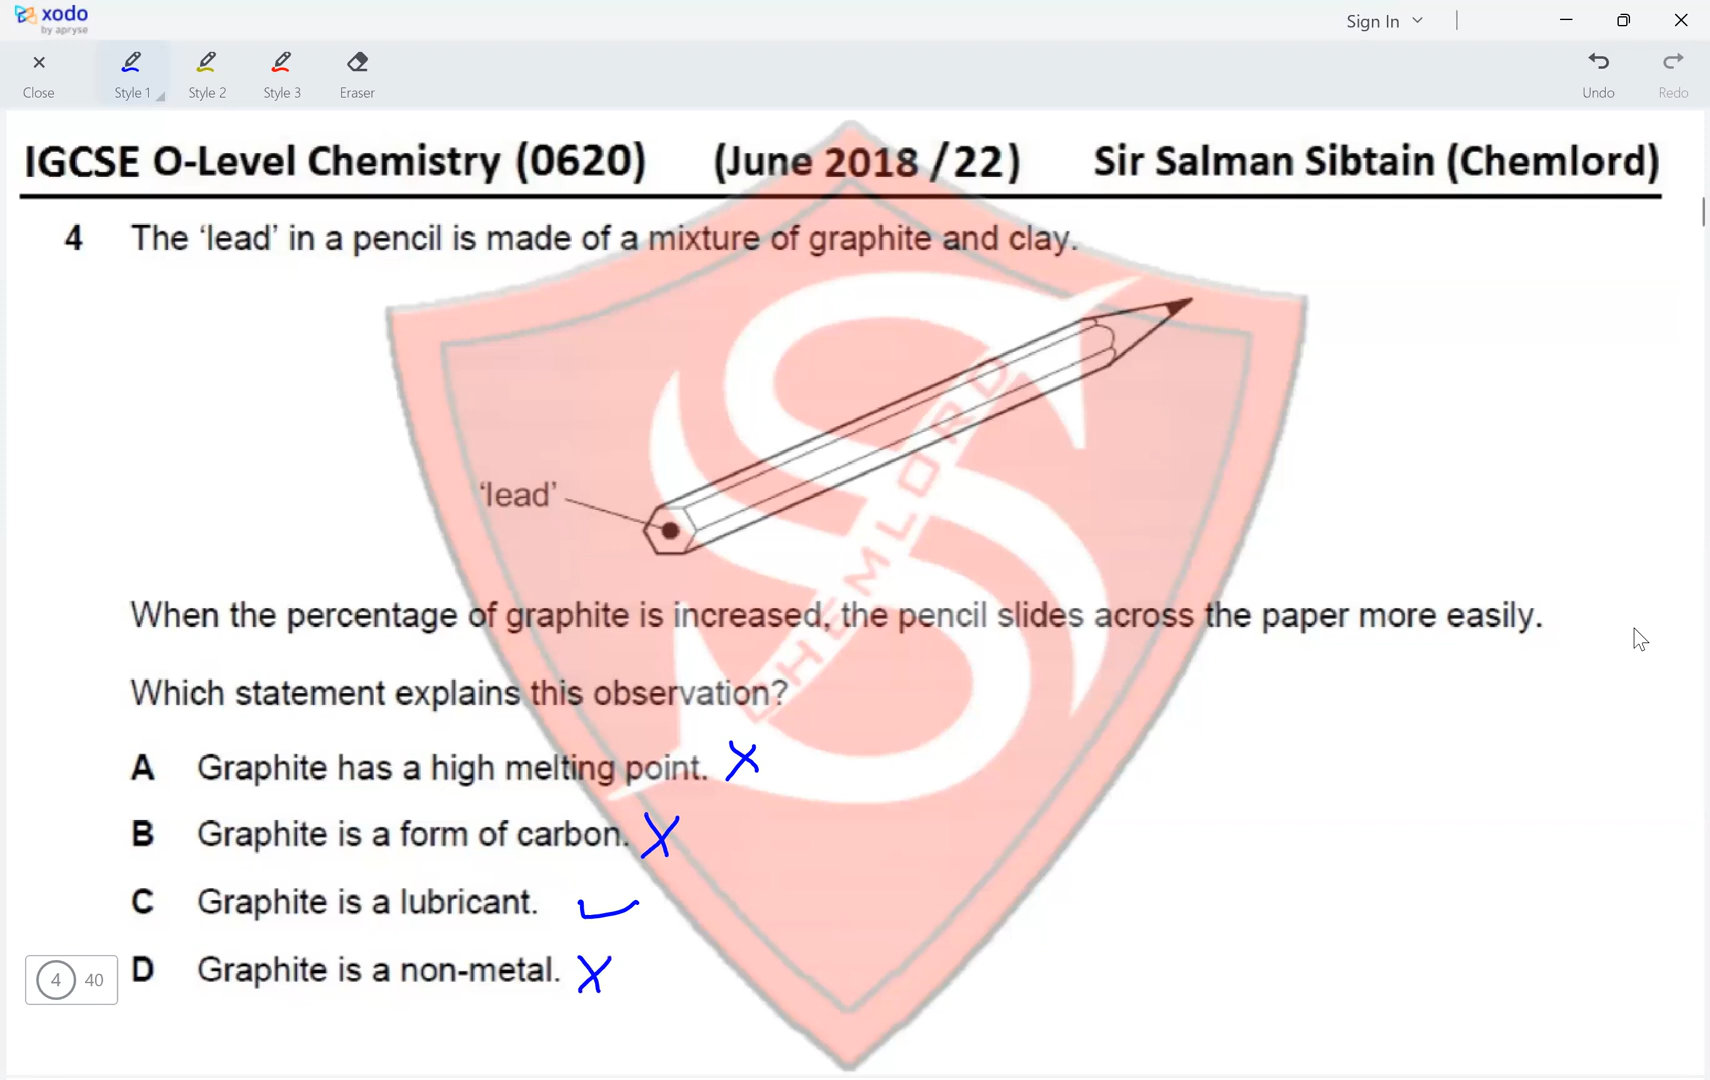 xodo
by apryse
Sign In
Close
Style 1
Style 2
Style 3
Eraser
Undo
Redo
IGCSE O-Level Chemistry (0620) (June 2018 /22) Sir Salman Sibtain (Chemlord)
4 The ‘lead’ in a pencil is made of a mixture of graphite and clay.
‘lead’
CHEMLORD
When the percentage of graphite is increased, the pencil slides across the paper more easily.
Which statement explains this observation?
A Graphite has a high melting point. X
B Graphite is a form of carbon. X
C Graphite is a lubricant. ✓
D Graphite is a non-metal. X
4 40